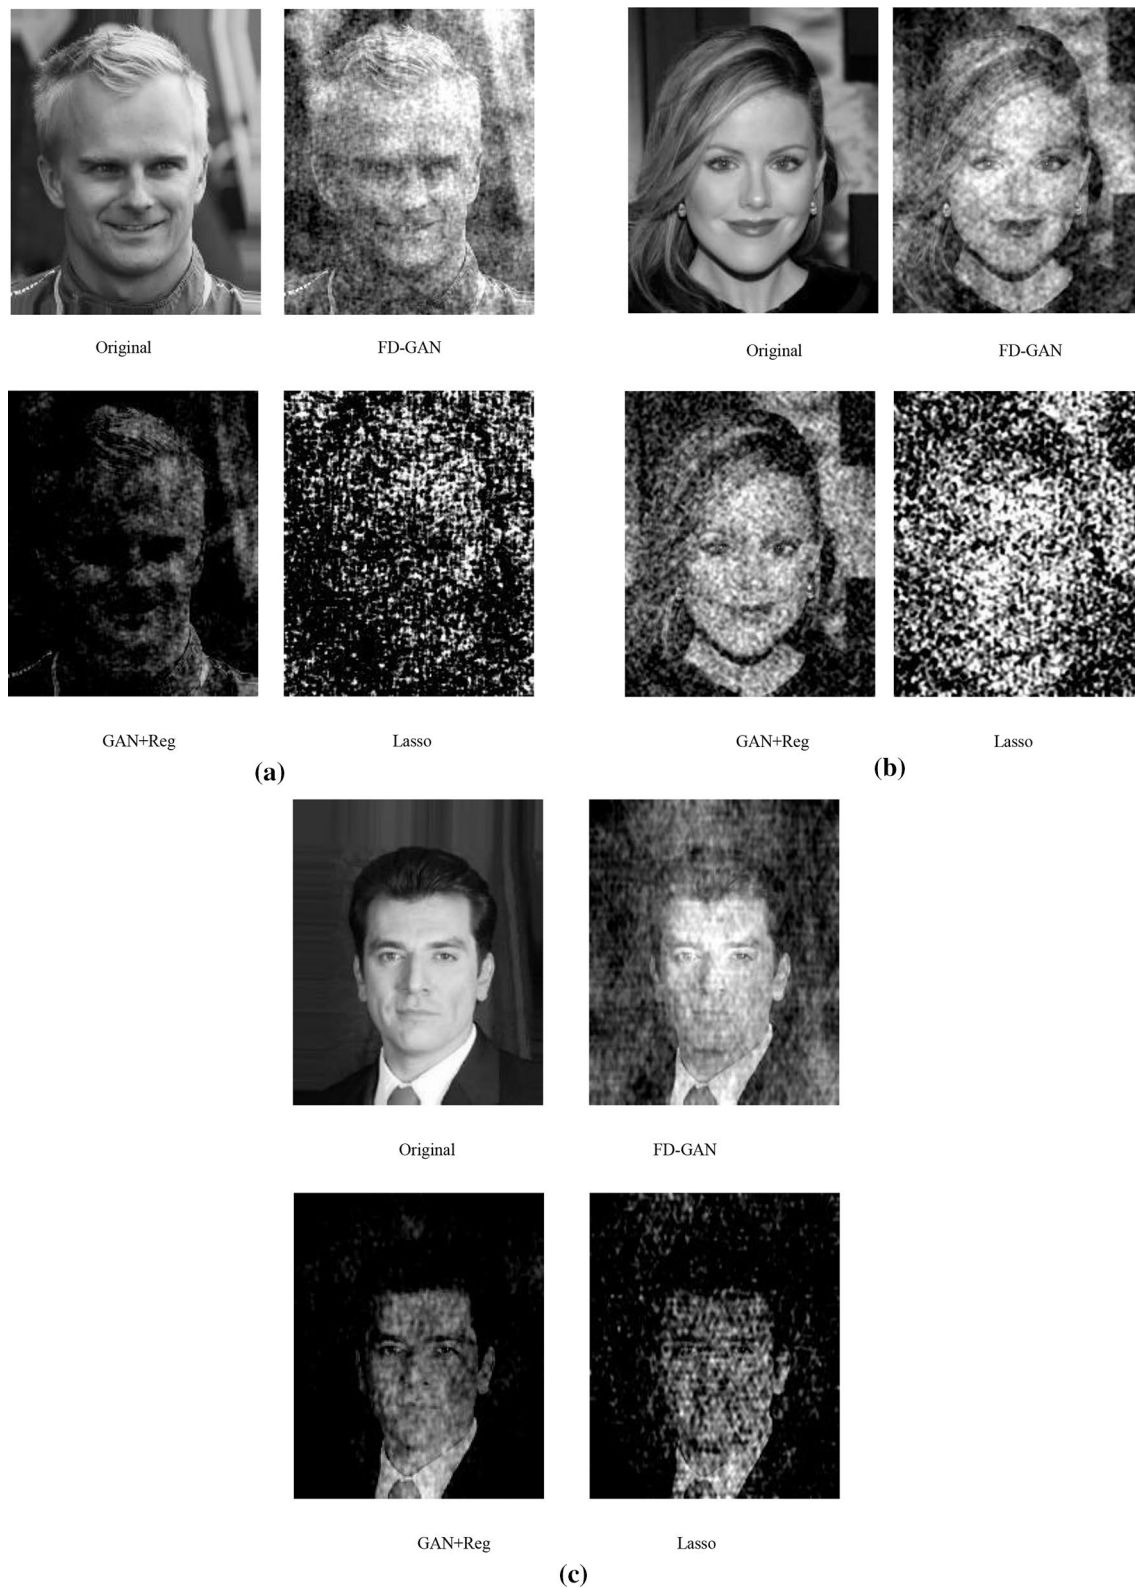 Original FD-GAN
GAN+Reg Lasso
(a)
Original FD-GAN
GAN+Reg Lasso
(b)
Original FD-GAN
GAN+Reg Lasso
(c)